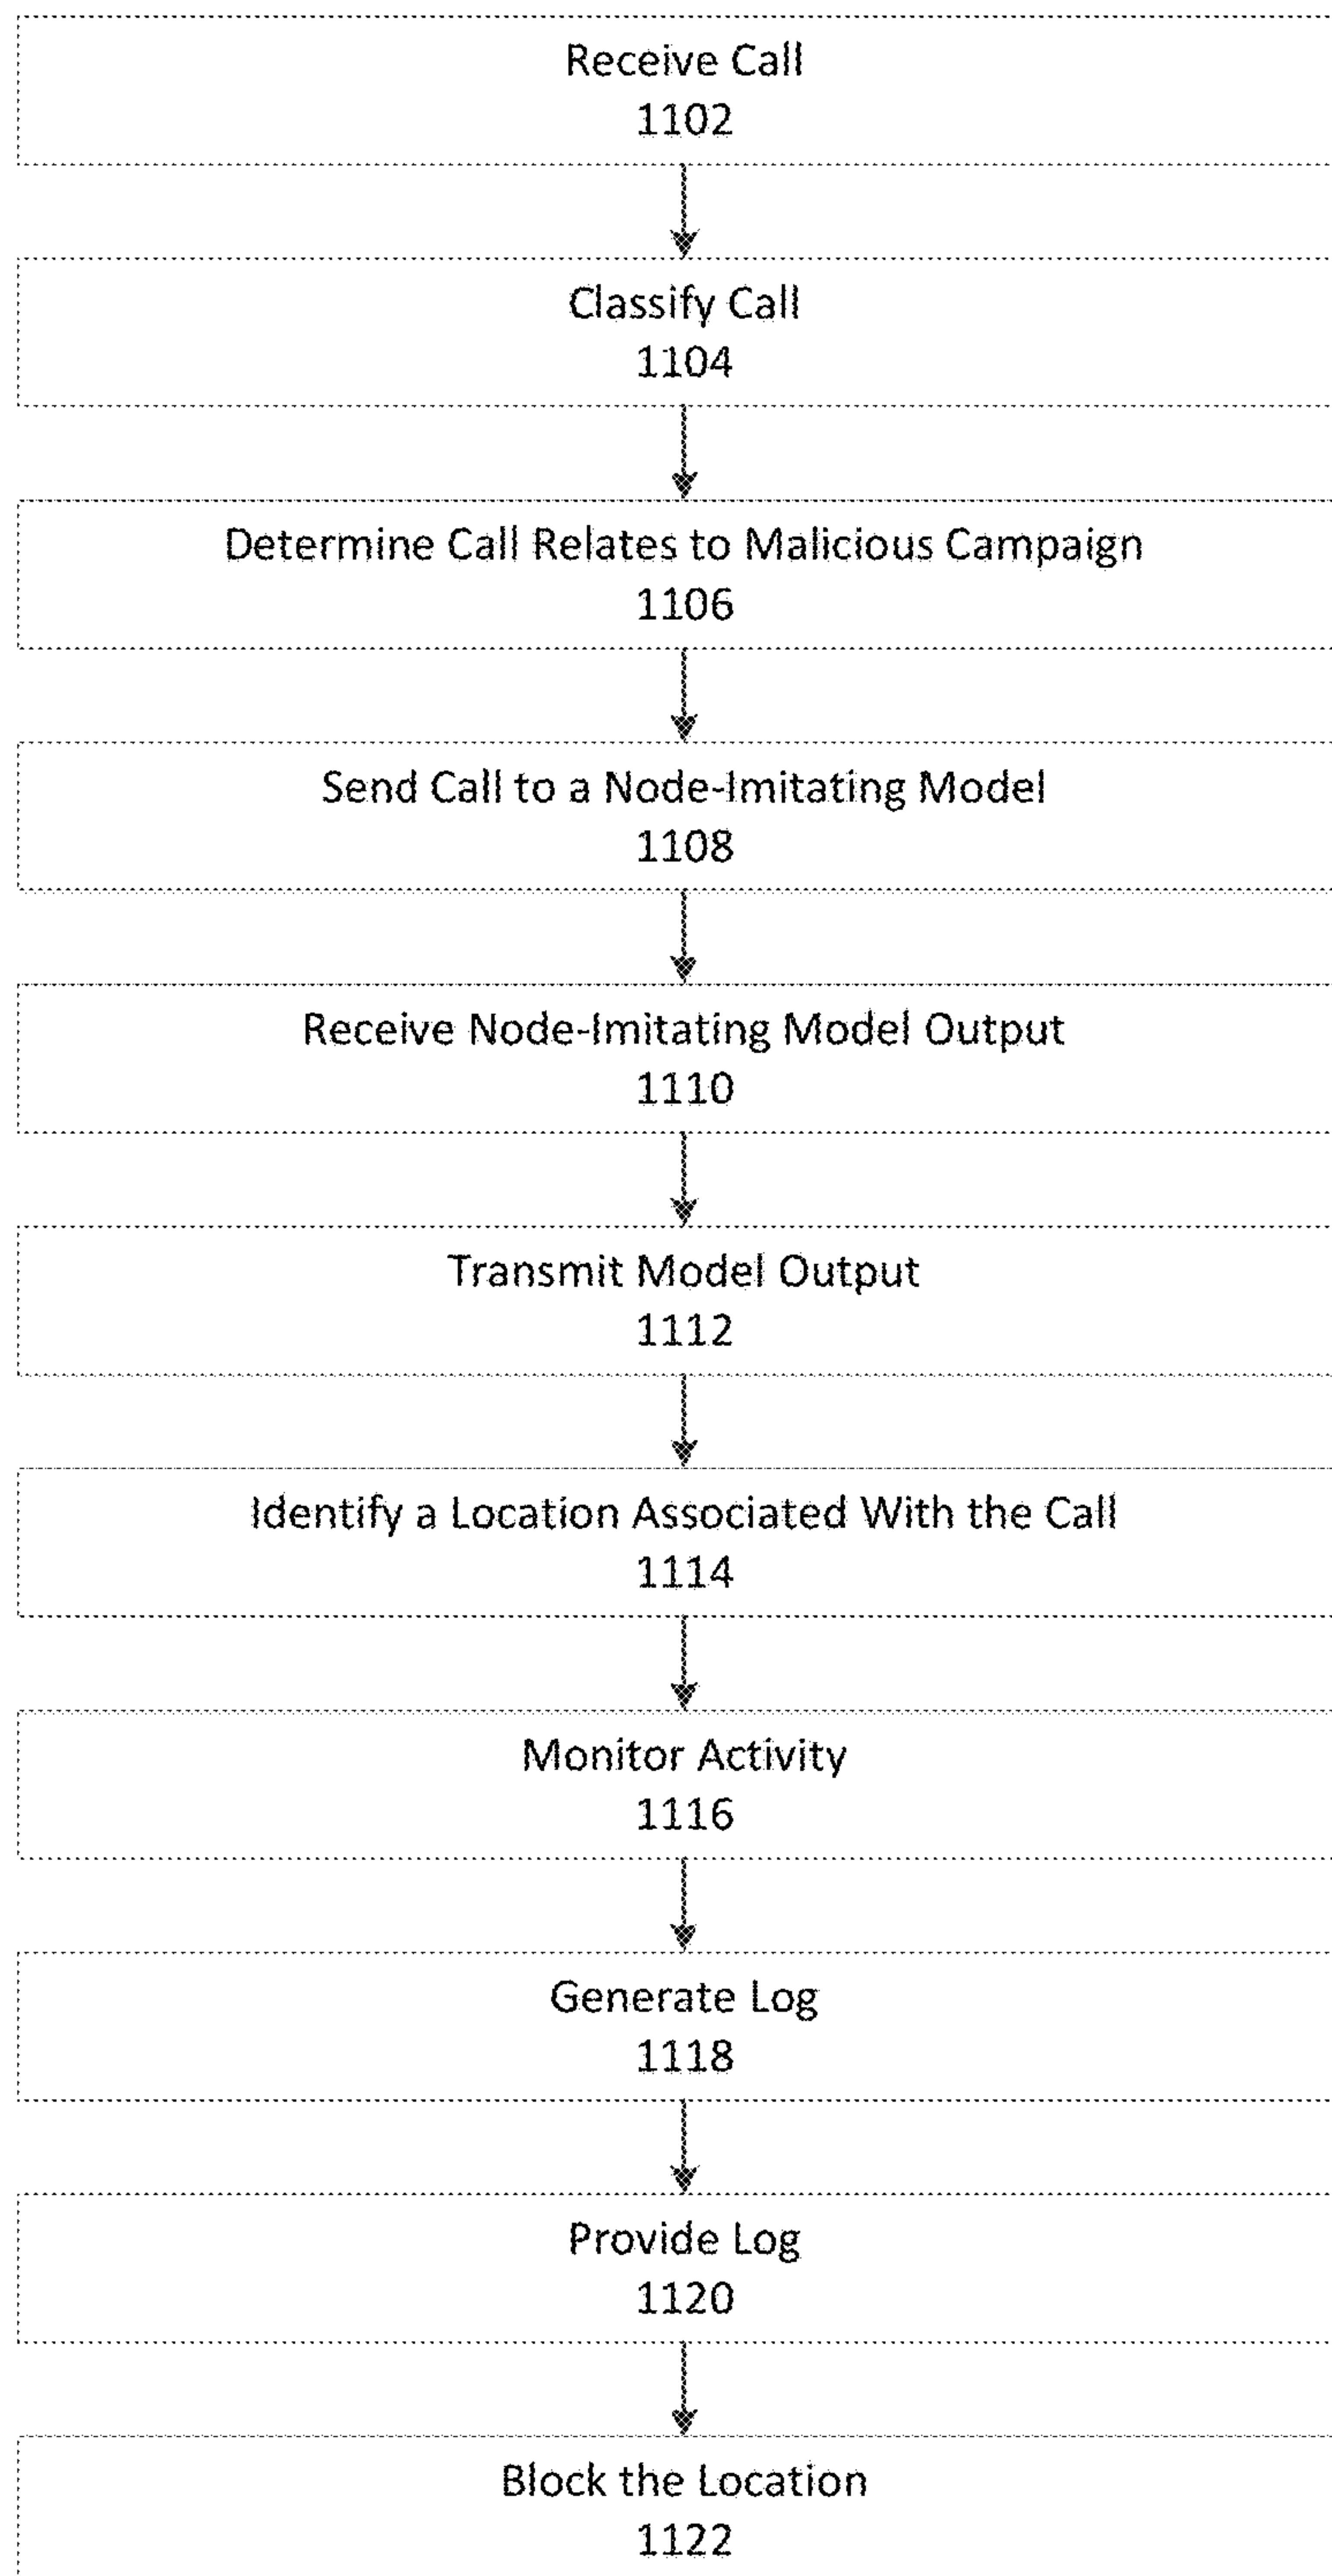 Receive Call
1102
Classify Call
1104
Determine Call Relates to Malicious Campaign
1106
Send Call to a Node-Imitating Model
1108
Receive Node-Imitating Model Output
1110
Transmit Model Output
1112
Identify a Location Associated With the Call
1114
Monitor Activity
1116
Generate Log
1118
Provide Log
1120
Block the Location
1122